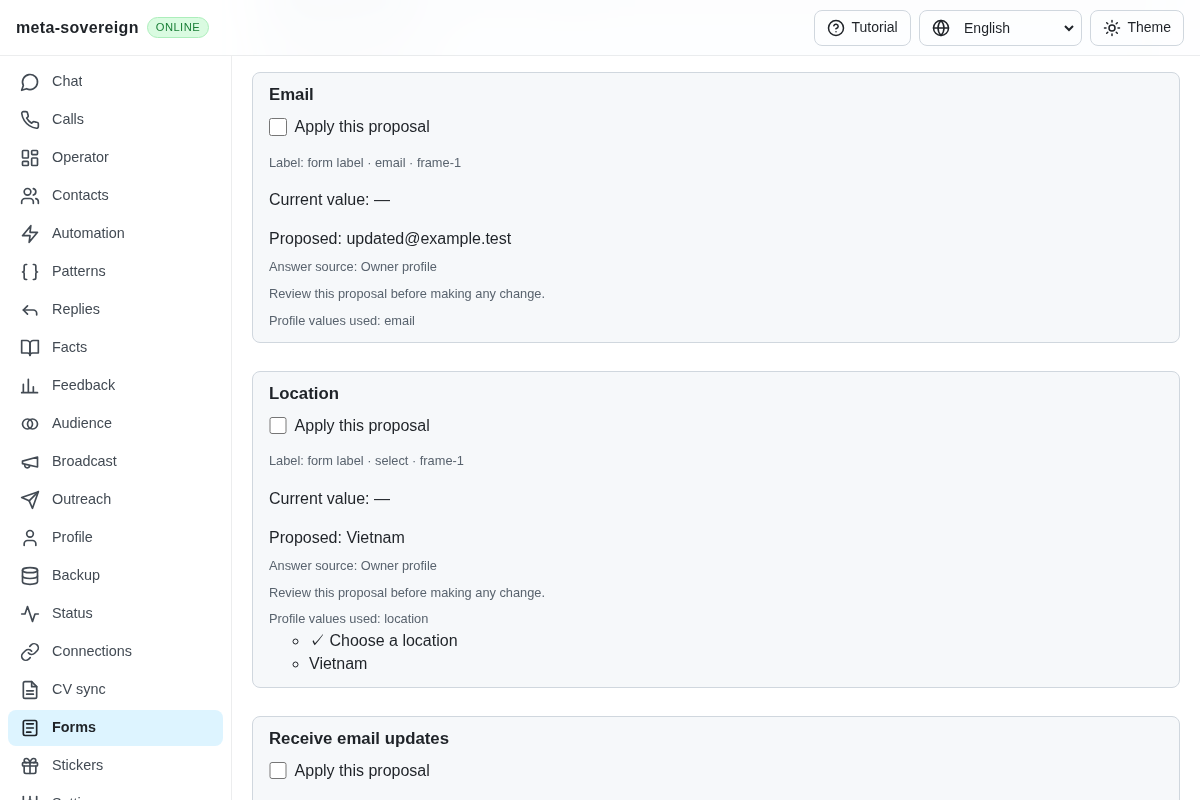 meta-sovereign ONLINE Tutorial English Theme
Chat
Calls
Operator
Contacts
Automation
Patterns
Replies
Facts
Feedback
Audience
Broadcast
Outreach
Profile
Backup
Status
Connections
CV sync
Forms
Stickers
Email
Apply this proposal
Label: form label · email · frame-1
Current value: —
Proposed: updated@example.test
Answer source: Owner profile
Review this proposal before making any change.
Profile values used: email
Location
Apply this proposal
Label: form label · select · frame-1
Current value: —
Proposed: Vietnam
Answer source: Owner profile
Review this proposal before making any change.
Profile values used: location
✓ Choose a location
Vietnam
Receive email updates
Apply this proposal